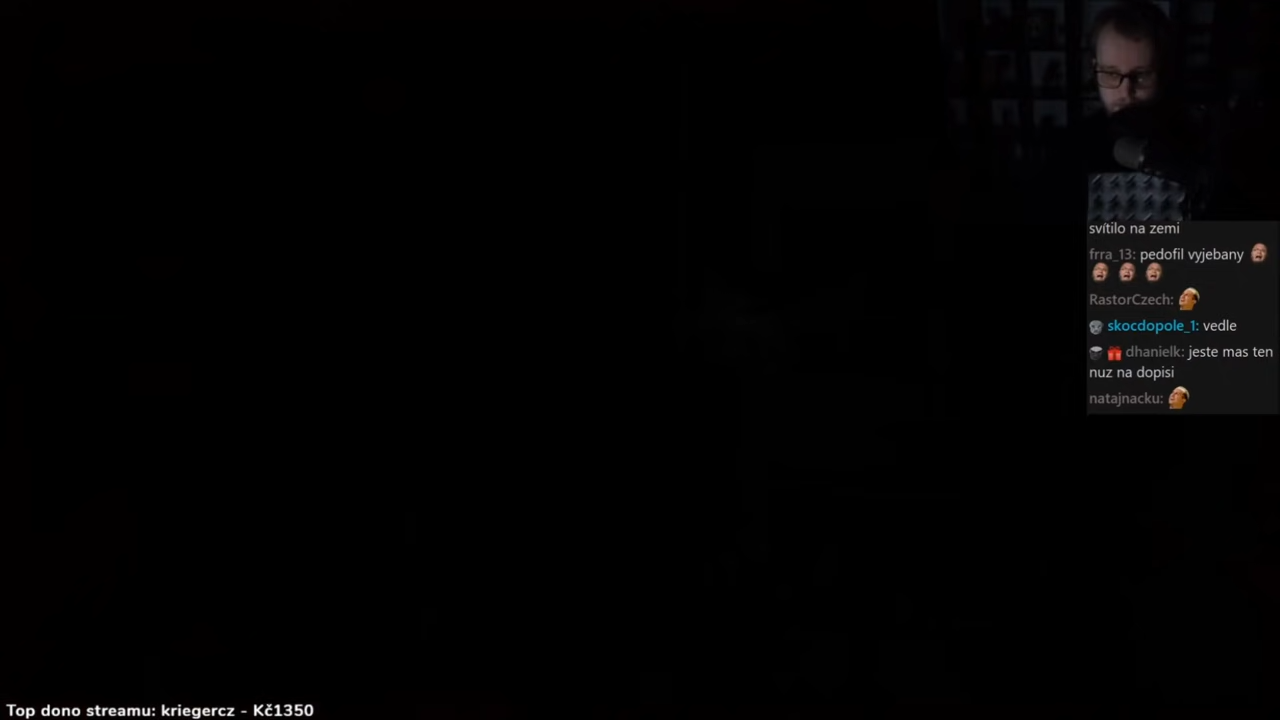 svítilo na zemi
frra_13: pedofil vyjebany
RastorCzech:
skocdopole_1: vedle
dhanielk: jeste mas ten
nuz na dopisi
natajnacku:
Top dono streamu: kriegercz - Kč1350